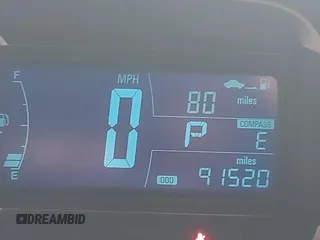 F
MPH
80
miles
0
P
COMPASS
E
miles
E
ODO
91520
DREAMBID